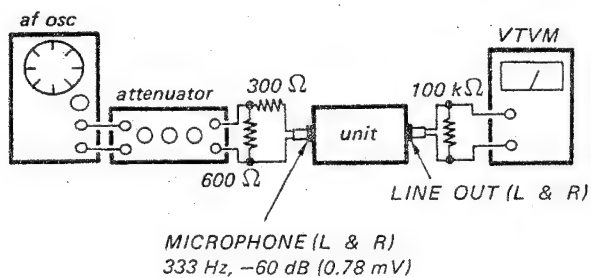 af osc
VTVM
attenuator
300 Ω
100 kΩ
unit
600 Ω
LINE OUT (L & R)
MICROPHONE (L & R)
333 Hz, −60 dB (0.78 mV)